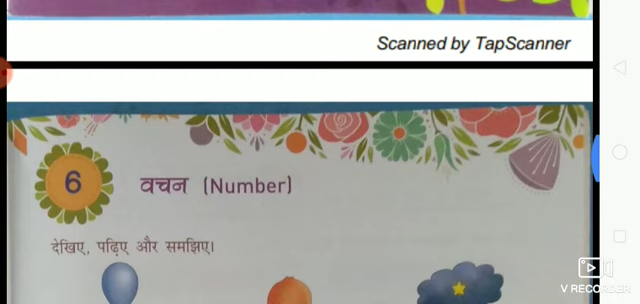 Scanned by TapScanner
6 वचन (Number)
देखिए, पढ़िए और समझिए।
V RECORDER